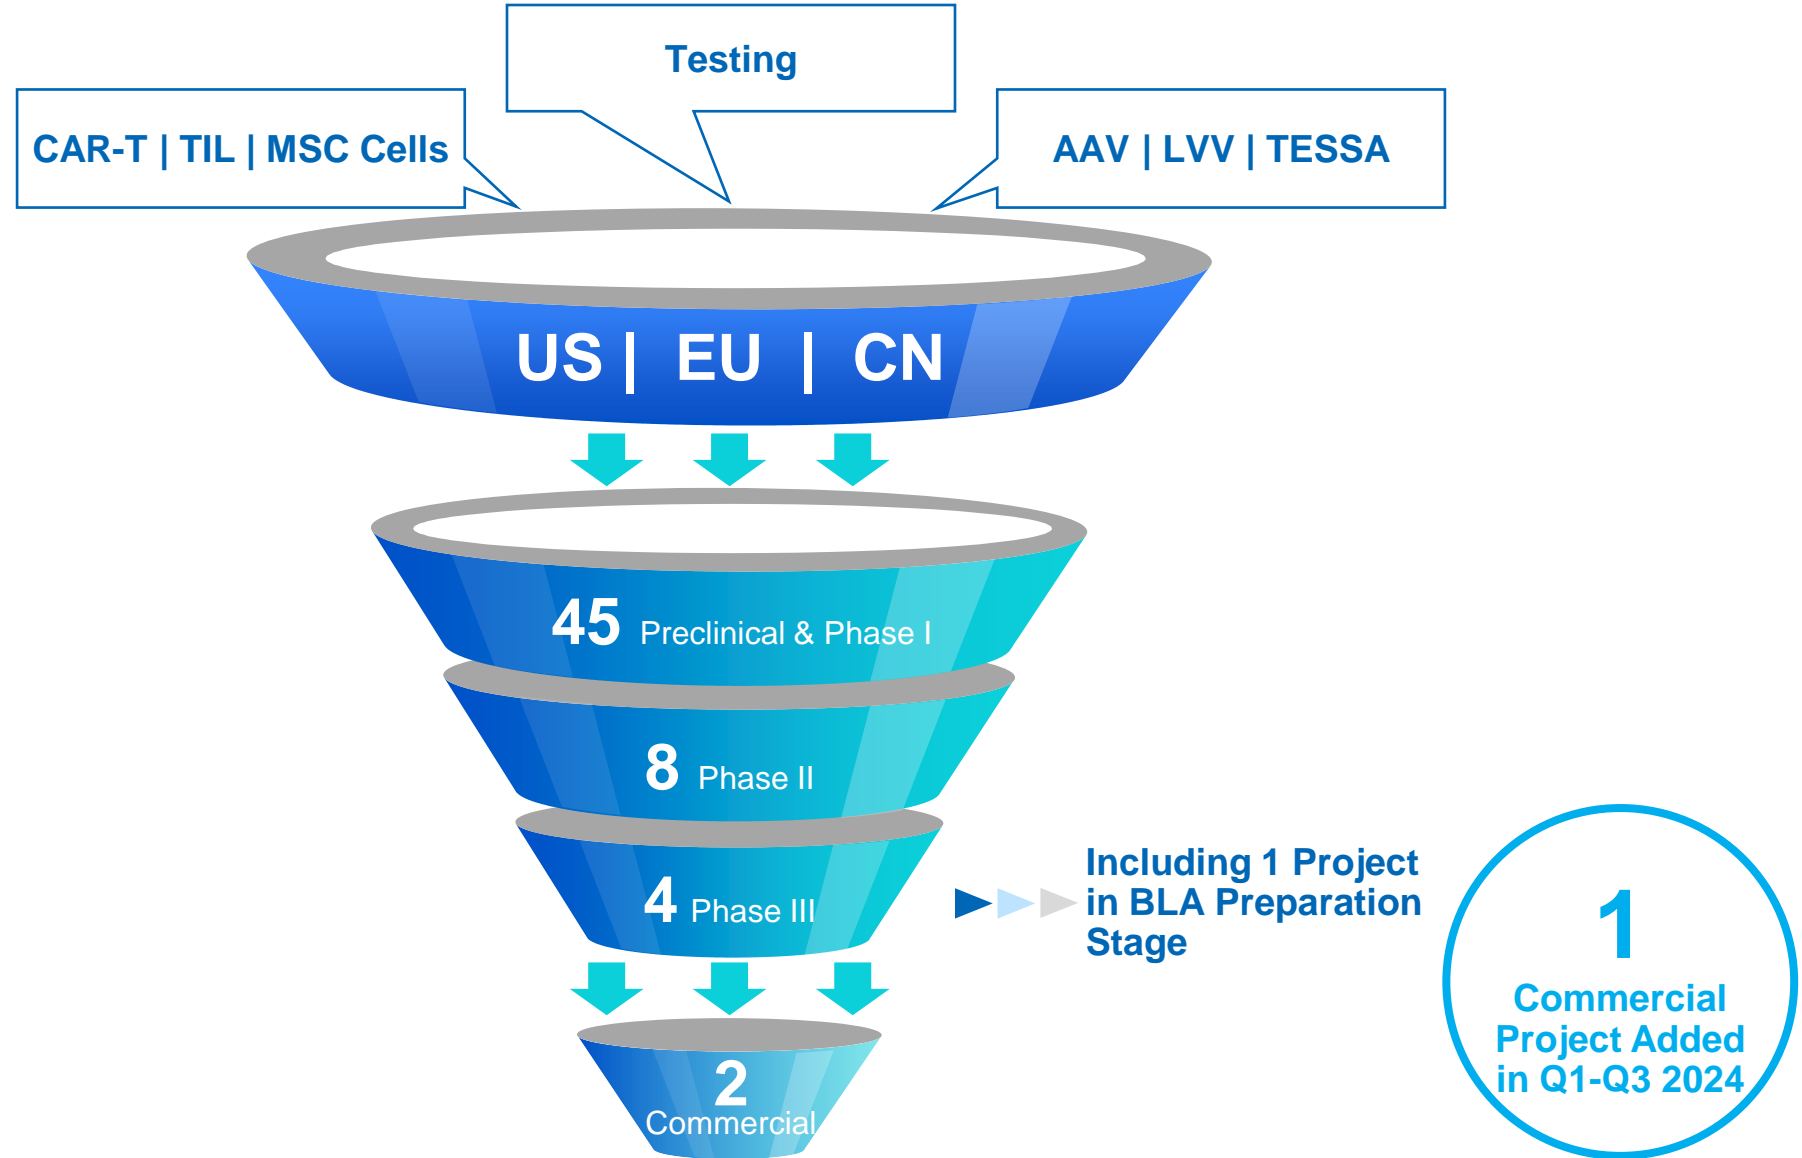 Testing
CAR-T | TIL | MSC Cells
AAV | LVV | TESSA
US | EU | CN
45 Preclinical & Phase I
8 Phase II
4 Phase III
Including 1 Project
in BLA Preparation
Stage
1
Commercial
Project Added
in Q1-Q3 2024
2
Commercial